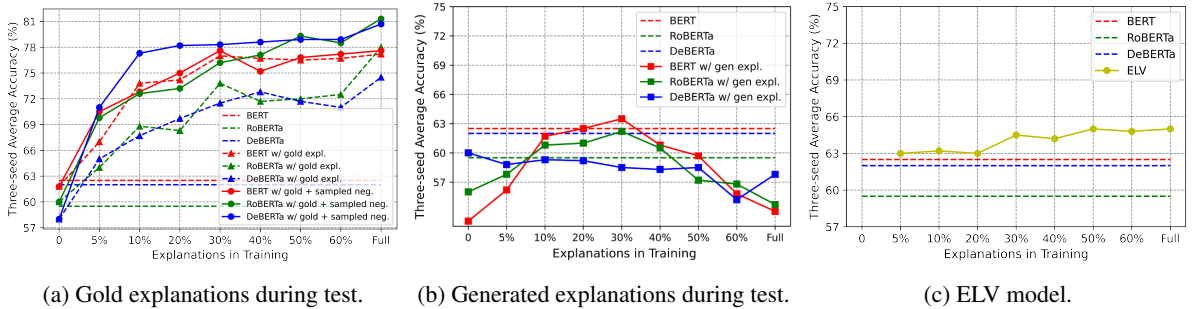 81
78
75
72
69
66
63
60
57
Three-seed Average Accuracy (%)
BERT
RoBERTa
DeBERTa
BERT w/ gold expl.
RoBERTa w/ gold expl.
DeBERTa w/ gold expl.
BERT w/ gold + sampled neg.
RoBERTa w/ gold + sampled neg.
DeBERTa w/ gold + sampled neg.
0 5% 10% 20% 30% 40% 50% 60% Full
Explanations in Training
(a) Gold explanations during test.
75
72
69
66
63
60
57
Three-seed Average Accuracy (%)
BERT
RoBERTa
DeBERTa
BERT w/ gen expl.
RoBERTa w/ gen expl.
DeBERTa w/ gen expl.
0 5% 10% 20% 30% 40% 50% 60% Full
Explanations in Training
(b) Generated explanations during test.
75
72
69
66
63
60
57
Three-seed Average Accuracy (%)
BERT
RoBERTa
DeBERTa
ELV
0 5% 10% 20% 30% 40% 50% 60% Full
Explanations in Training
(c) ELV model.